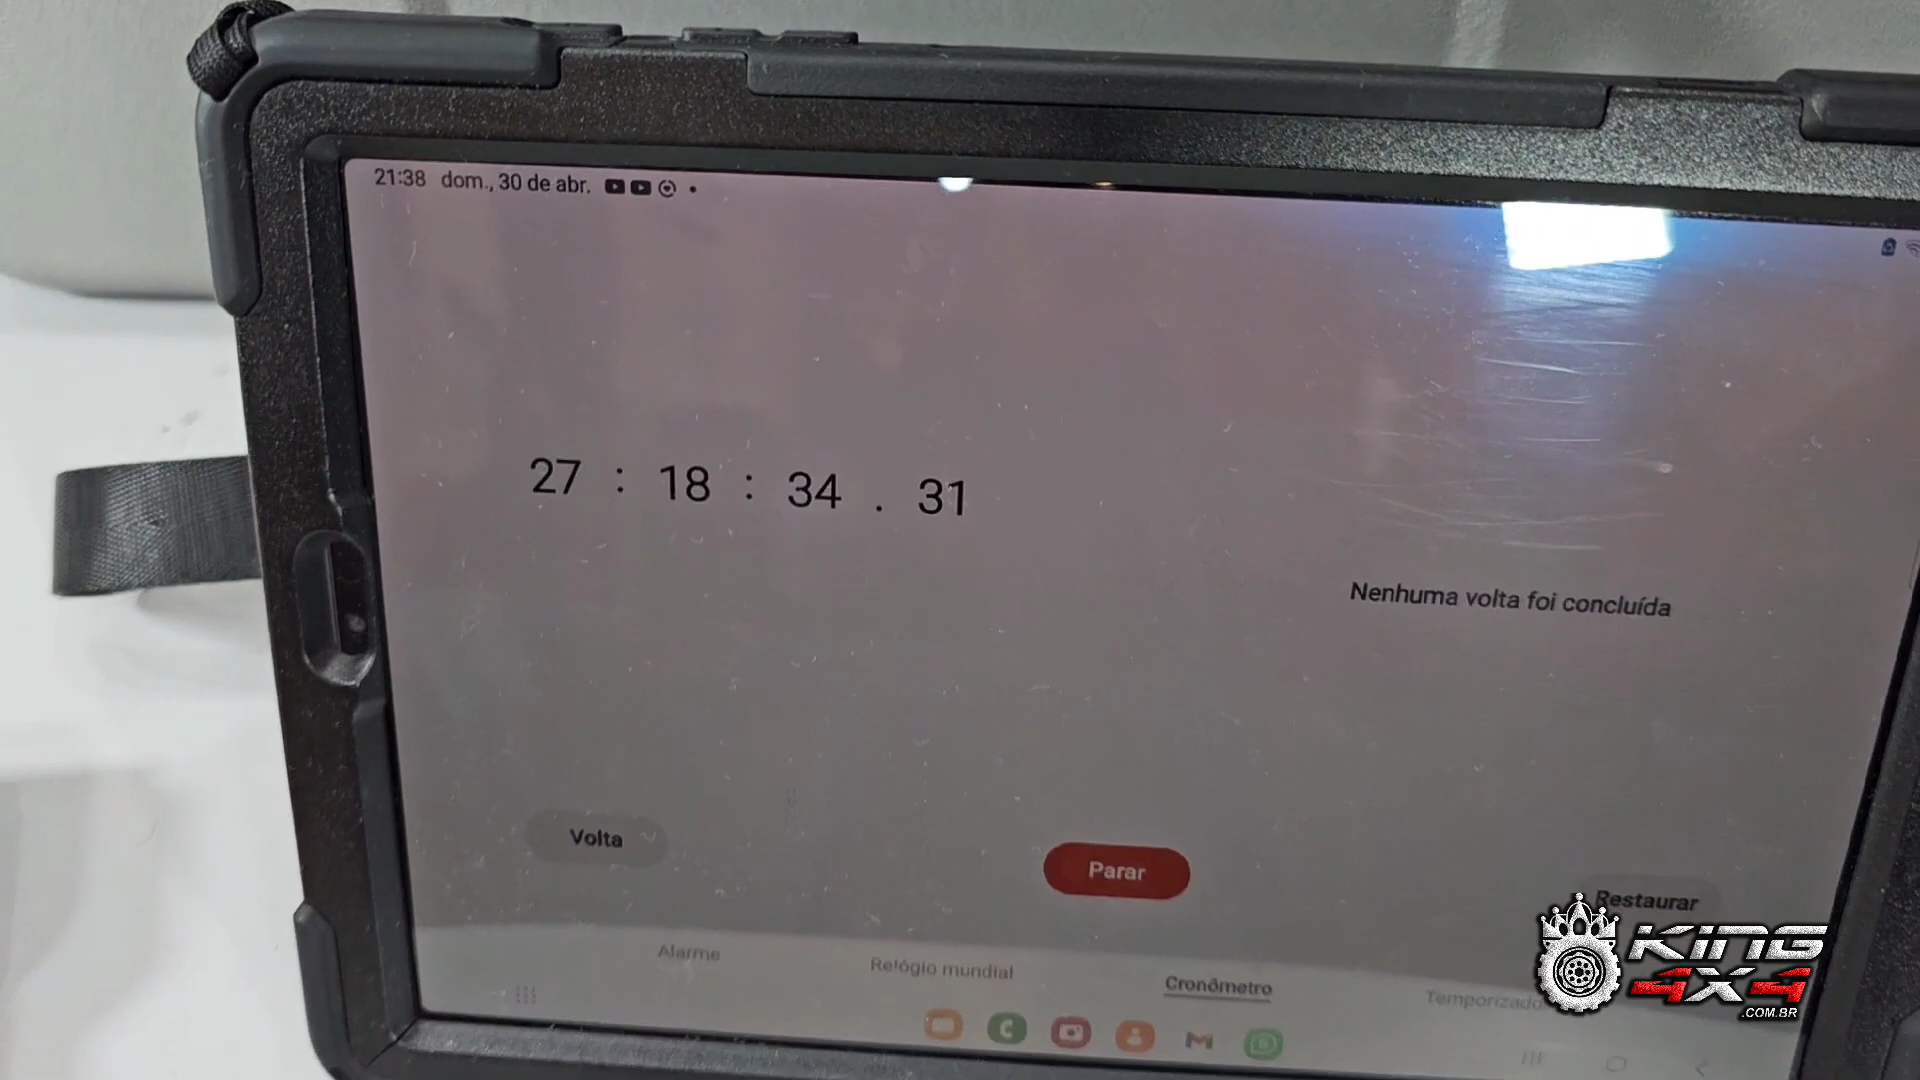 21:38 dom., 30 de abr.
27 : 18 : 34 . 31
Nenhuma volta foi concluída
Volta
Parar
Restaurar
Alarme
Relógio mundial
Cronômetro
KING
4X4
.COM.BR